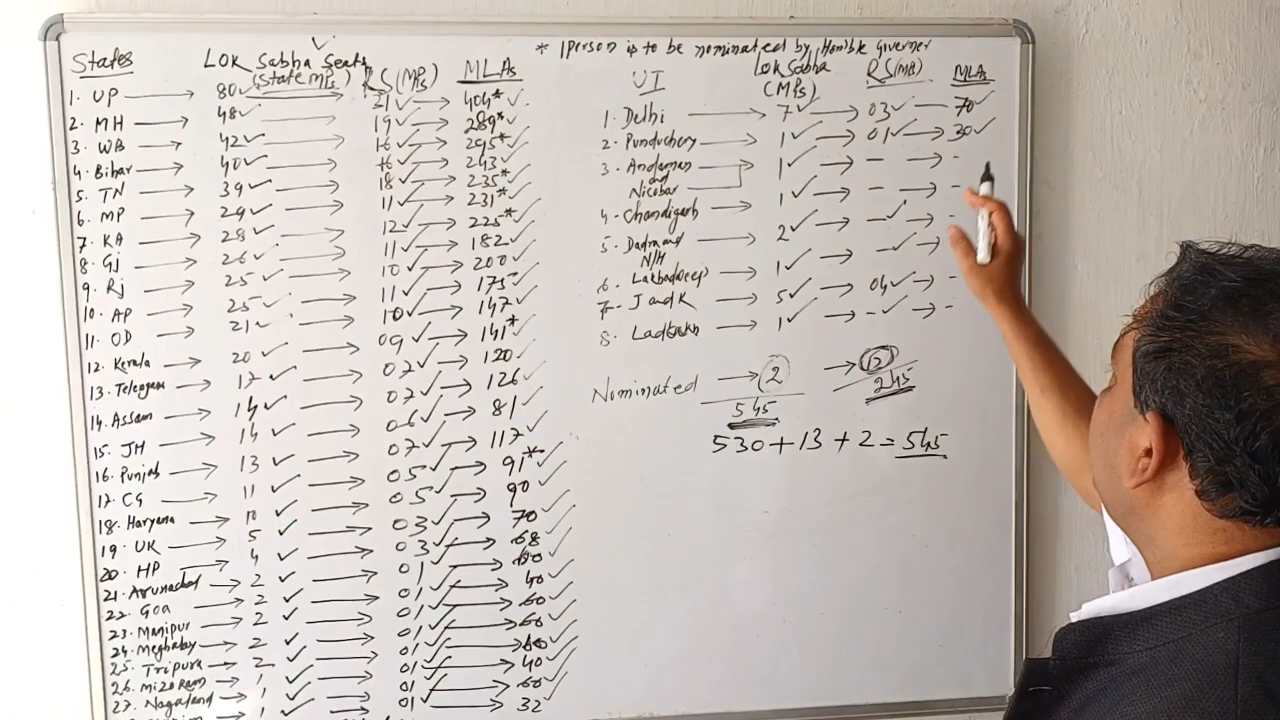 * 1person is to be nominated by Hon'ble Governer
States LOK Sabha Seats (State MPs) RS(MPs) MLAs
1. UP → 80✓ → 21✓ → 404*✓
2. MH → 48✓ → 19✓ → 289*✓
3. WB → 42✓ → 16✓ → 295*✓
4. Bihar → 40✓ → 16✓ → 243✓
5. TN → 39✓ → 18✓ → 235*✓
6. MP → 29✓ → 11✓ → 231*✓
7. KA → 28✓ → 12✓ → 225*✓
8. Gj → 26✓ → 11✓ → 182✓
9. Rj → 25✓ → 10✓ → 200✓
10. AP → 25✓ → 11✓ → 175✓
11. OD → 21✓ → 10✓ → 147✓
12. Kerala → 20✓ → 09✓ → 141*✓
13. Telengana → 17✓ → 07✓ → 120✓
14. Assam → 14✓ → 07✓ → 126✓
15. JH → 14✓ → 06✓ → 81✓
16. Punjab → 13✓ → 07✓ → 117✓
17. CG → 11✓ → 05✓ → 91*✓
18. Haryana → 10✓ → 05✓ → 90✓
19. UK → 5✓ → 03✓ → 70✓
20. HP → 4✓ → 03✓ → 68✓
21. Arunachal → 2✓ → 01✓ → 60✓
22. Goa → 2✓ → 01✓ → 40✓
23. Manipur → 2✓ → 01✓ → 60✓
24. Meghalay → 2✓ → 01✓ → 60✓
25. Tripura → 2✓ → 01✓ → 60✓
26. Mizoram → 1✓ → 01✓ → 40✓
27. Nagaland → 1✓ → 01✓ → 60✓
1✓ → 01✓ → 32✓
UT LOK Sabha (MPs) RS(MP) MLAs
1. Delhi → 7✓ → 03✓ → 70✓
2. Punduchery → 1✓ → 01✓ → 30✓
3. Andaman and Nicobar → 1✓ → - → -
4. Chandigarh → 1✓ → - → -
5. Dadra and N/H → 2✓ → -✓ → -
6. Lakhadeep → 1✓ → -✓ →
7. J and K → 5✓ → 04✓ → -
8. Ladhakh → 1✓ → -✓ → -
Nominated → 2 → 12
545 245
530+13+2=545